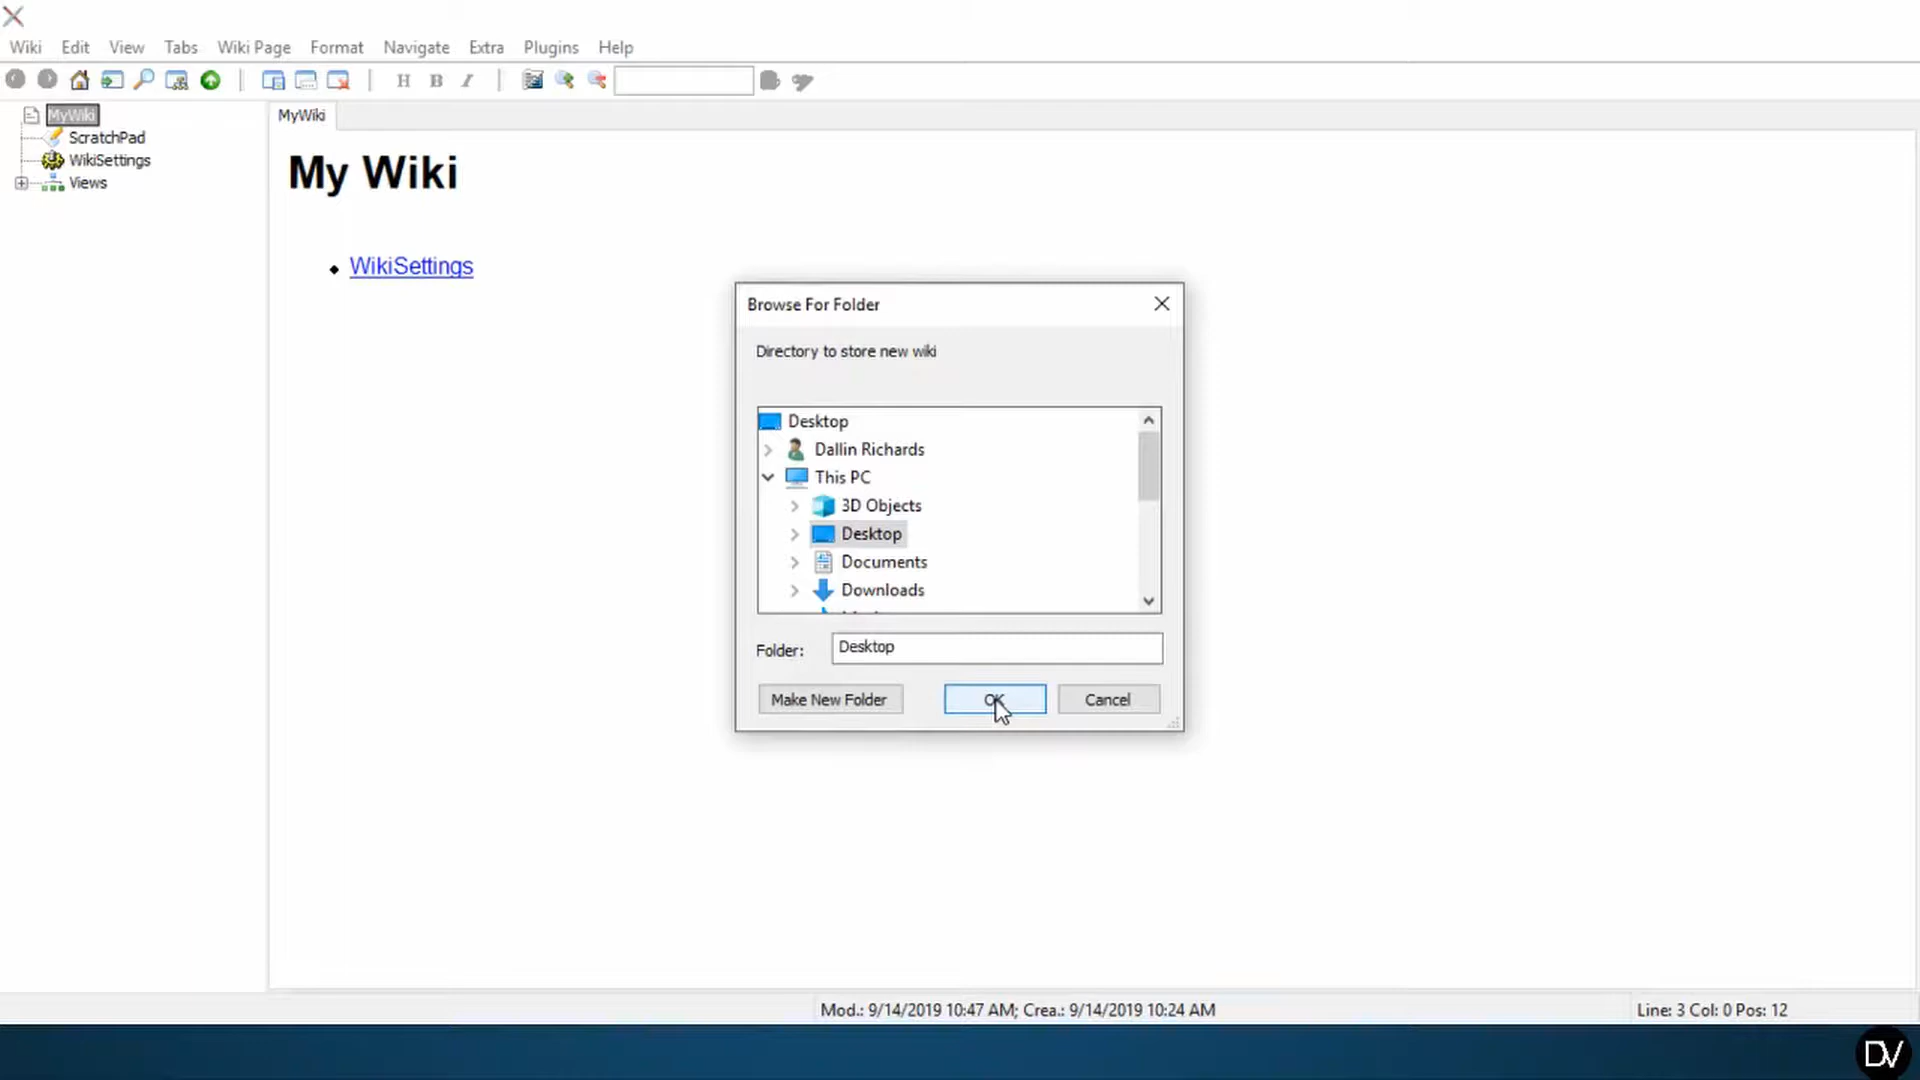 Wiki Edit View Tabs Wiki Page Format Navigate Extra Plugins Help
H B I
MyWiki
ScratchPad
WikiSettings
Views
MyWiki
My Wiki
WikiSettings
Browse For Folder
Directory to store new wiki
Desktop
Dallin Richards
This PC
3D Objects
Desktop
Documents
Downloads
Folder: Desktop
Make New Folder OK Cancel
Mod.: 9/14/2019 10:47 AM; Crea.: 9/14/2019 10:24 AM
Line: 3 Col: 0 Pos: 12
DV